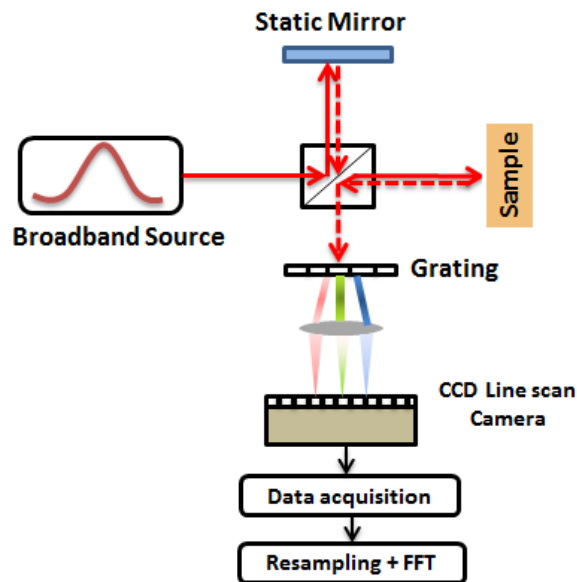 Static Mirror
Broadband Source
Sample
Grating
CCD Line scan
Camera
Data acquisition
Resampling + FFT